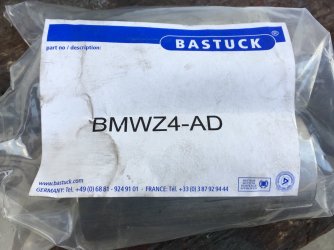 BASTUCK
part no / description:
BMWZ4-AD
www.bastuck.com
GERMANY: Tel. +49 (0) 68 81 - 924 91 01 · FRANCE: Tél. +33 (0) 3 87 92 94 44